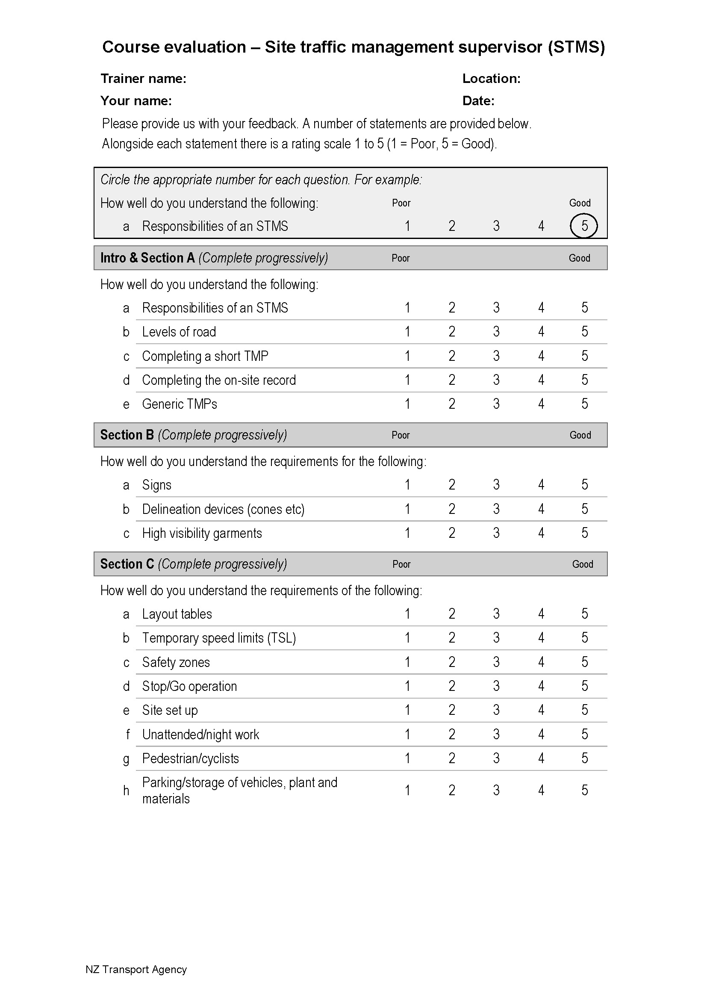 Course evaluation – Site traffic management supervisor (STMS)
Trainer name: Location:
Your name: Date:
Please provide us with your feedback. A number of statements are provided below.
Alongside each statement there is a rating scale 1 to 5 (1 = Poor, 5 = Good).
Circle the appropriate number for each question. For example:
How well do you understand the following: Poor Good
a Responsibilities of an STMS 1 2 3 4 5
Intro & Section A (Complete progressively) Poor Good
How well do you understand the following:
a Responsibilities of an STMS 1 2 3 4 5
b Levels of road 1 2 3 4 5
c Completing a short TMP 1 2 3 4 5
d Completing the on-site record 1 2 3 4 5
e Generic TMPs 1 2 3 4 5
Section B (Complete progressively) Poor Good
How well do you understand the requirements for the following:
a Signs 1 2 3 4 5
b Delineation devices (cones etc) 1 2 3 4 5
c High visibility garments 1 2 3 4 5
Section C (Complete progressively) Poor Good
How well do you understand the requirements of the following:
a Layout tables 1 2 3 4 5
b Temporary speed limits (TSL) 1 2 3 4 5
c Safety zones 1 2 3 4 5
d Stop/Go operation 1 2 3 4 5
e Site set up 1 2 3 4 5
f Unattended/night work 1 2 3 4 5
g Pedestrian/cyclists 1 2 3 4 5
h Parking/storage of vehicles, plant and
materials 1 2 3 4 5
NZ Transport Agency